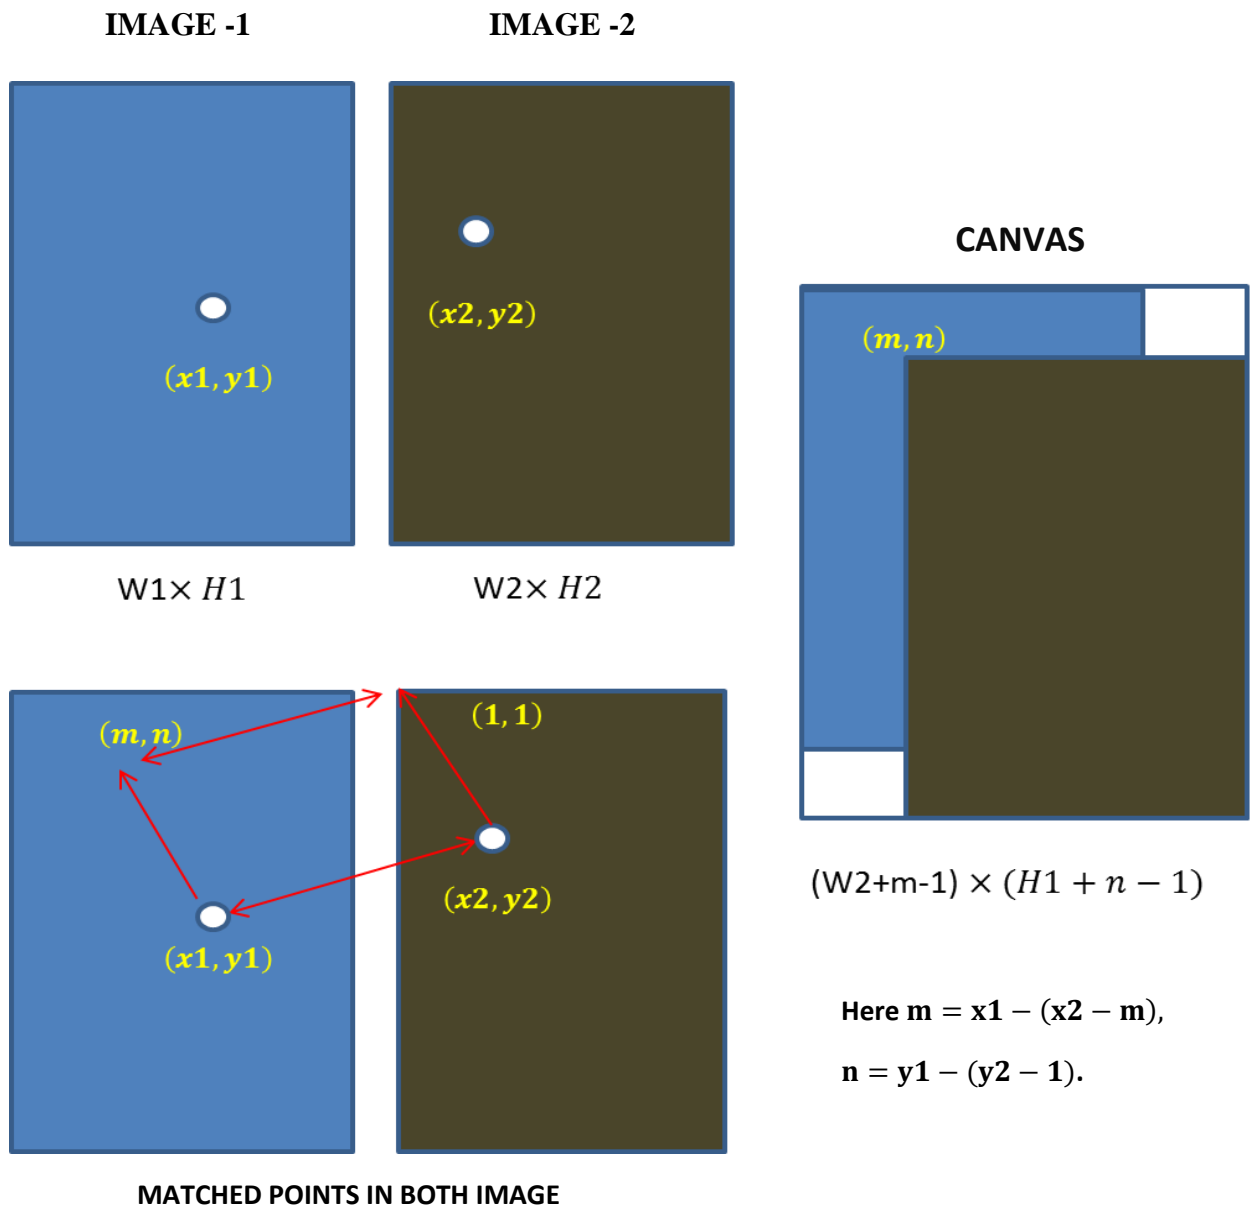 IMAGE -1
IMAGE -2
(x1, y1)
(x2, y2)
W1× H1
W2× H2
CANVAS
(m, n)
(W2+m-1) × (H1 + n − 1)
(m, n)
(1, 1)
(x1, y1)
(x2, y2)
Here m = x1 − (x2 − m),
n = y1 − (y2 − 1).
MATCHED POINTS IN BOTH IMAGE